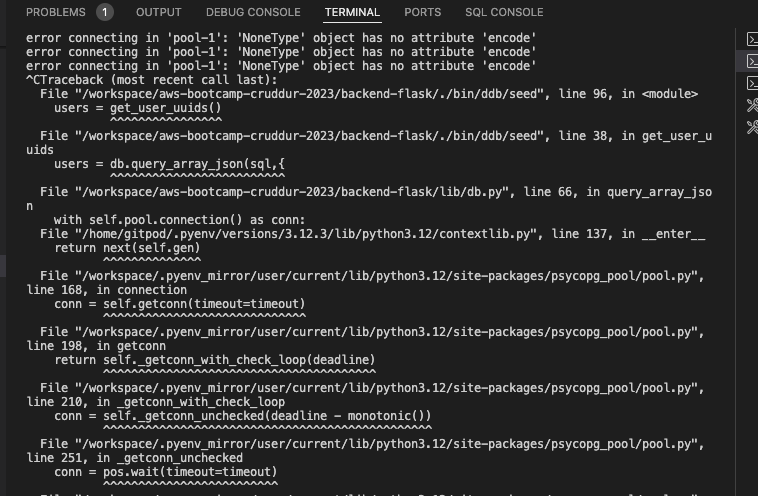 PROBLEMS 1 OUTPUT DEBUG CONSOLE TERMINAL PORTS SQL CONSOLE
error connecting in 'pool-1': 'NoneType' object has no attribute 'encode'
error connecting in 'pool-1': 'NoneType' object has no attribute 'encode'
error connecting in 'pool-1': 'NoneType' object has no attribute 'encode'
^CTraceback (most recent call last):
  File "/workspace/aws-bootcamp-cruddur-2023/backend-flask/./bin/ddb/seed", line 96, in <module>
    users = get_user_uuids()
            ^^^^^^^^^^^^^^^^
  File "/workspace/aws-bootcamp-cruddur-2023/backend-flask/./bin/ddb/seed", line 38, in get_user_u
uids
    users = db.query_array_json(sql,{
            ^^^^^^^^^^^^^^^^^^^^^^^^^
  File "/workspace/aws-bootcamp-cruddur-2023/backend-flask/lib/db.py", line 66, in query_array_jso
n
    with self.pool.connection() as conn:
  File "/home/gitpod/.pyenv/versions/3.12.3/lib/python3.12/contextlib.py", line 137, in __enter__
    return next(self.gen)
           ^^^^^^^^^^^^^^
  File "/workspace/.pyenv_mirror/user/current/lib/python3.12/site-packages/psycopg_pool/pool.py",
line 168, in connection
    conn = self.getconn(timeout=timeout)
           ^^^^^^^^^^^^^^^^^^^^^^^^^^^^^
  File "/workspace/.pyenv_mirror/user/current/lib/python3.12/site-packages/psycopg_pool/pool.py",
line 198, in getconn
    return self._getconn_with_check_loop(deadline)
           ^^^^^^^^^^^^^^^^^^^^^^^^^^^^^^^^^^^^^^^
  File "/workspace/.pyenv_mirror/user/current/lib/python3.12/site-packages/psycopg_pool/pool.py",
line 210, in _getconn_with_check_loop
    conn = self._getconn_unchecked(deadline - monotonic())
           ^^^^^^^^^^^^^^^^^^^^^^^^^^^^^^^^^^^^^^^^^^^^^^^
  File "/workspace/.pyenv_mirror/user/current/lib/python3.12/site-packages/psycopg_pool/pool.py",
line 251, in _getconn_unchecked
    conn = pos.wait(timeout=timeout)
           ^^^^^^^^^^^^^^^^^^^^^^^^^